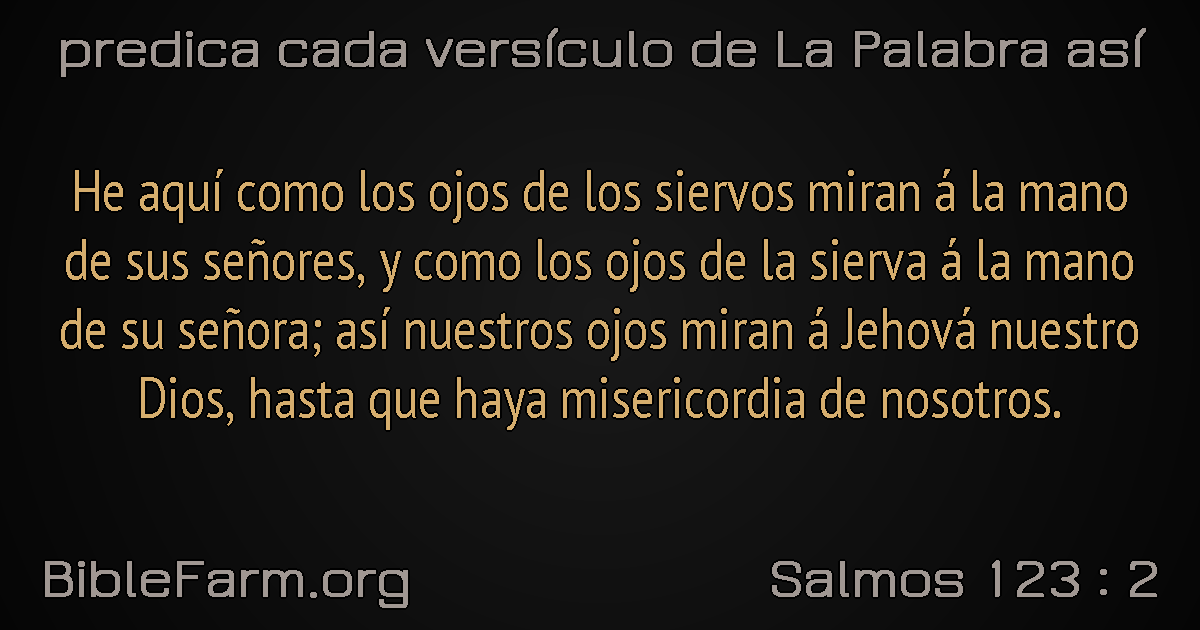 predica cada versículo de La Palabra así
He aquí como los ojos de los siervos miran á la mano
de sus señores, y como los ojos de la sierva á la mano
de su señora; así nuestros ojos miran á Jehová nuestro
Dios, hasta que haya misericordia de nosotros.
BibleFarm.org
Salmos 123 : 2